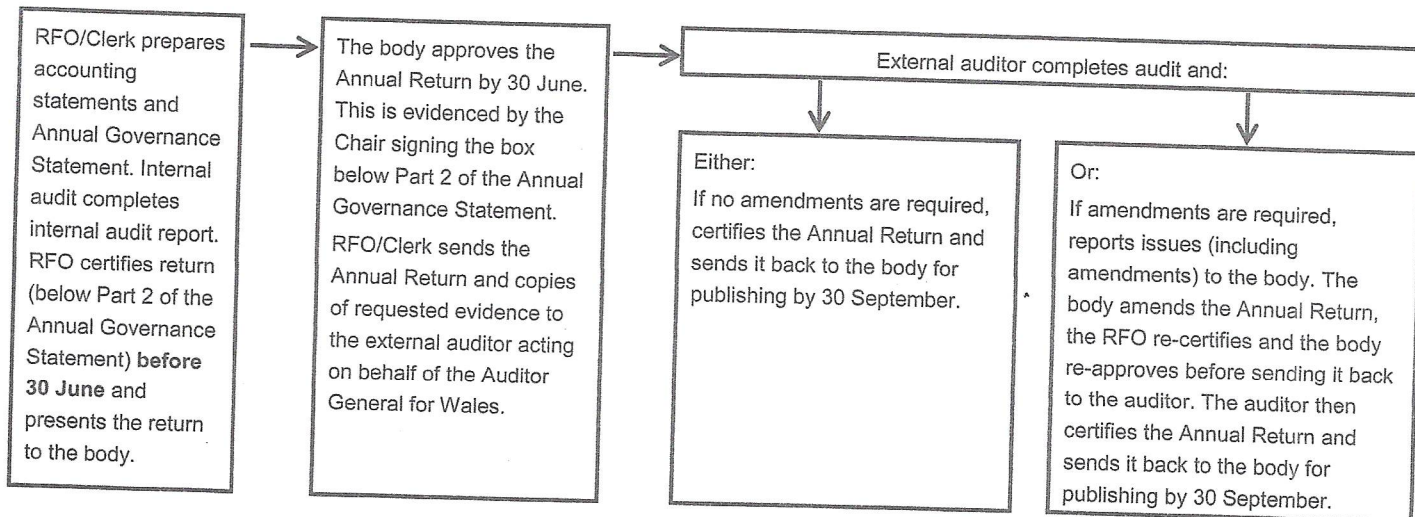 RFO/Clerk prepares
accounting
statements and
Annual Governance
Statement. Internal
audit completes
internal audit report.
RFO certifies return
(below Part 2 of the
Annual Governance
Statement) before
30 June and
presents the return
to the body.
The body approves the
Annual Return by 30 June.
This is evidenced by the
Chair signing the box
below Part 2 of the Annual
Governance Statement.
RFO/Clerk sends the
Annual Return and copies
of requested evidence to
the external auditor acting
on behalf of the Auditor
General for Wales.
External auditor completes audit and:
Either:
If no amendments are required,
certifies the Annual Return and
sends it back to the body for
publishing by 30 September.
Or:
If amendments are required,
reports issues (including
amendments) to the body. The
body amends the Annual Return,
the RFO re-certifies and the body
re-approves before sending it back
to the auditor. The auditor then
certifies the Annual Return and
sends it back to the body for
publishing by 30 September.